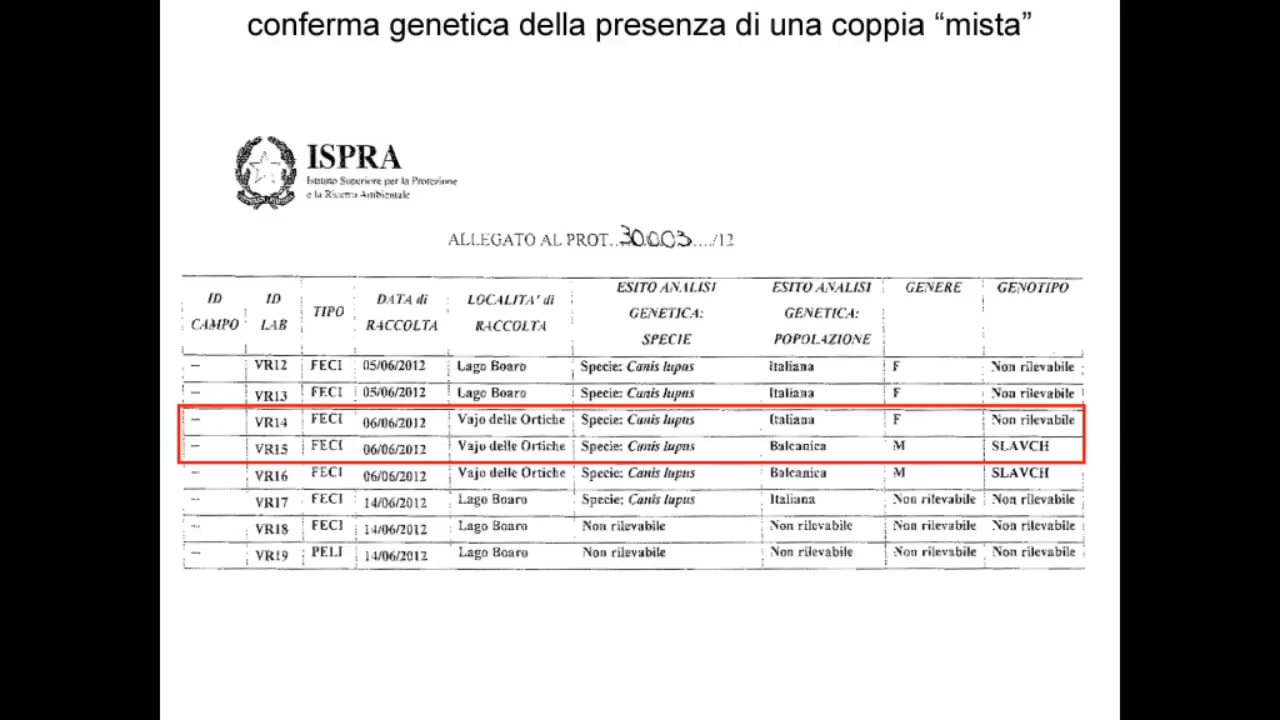 conferma genetica della presenza di una coppia “mista”
ISPRA
Istituto Superiore per la Protezione
e la Ricerca Ambientale
ALLEGATO AL PROT..30.003..../12
ID CAMPO ID LAB TIPO DATA di RACCOLTA LOCALITA' di RACCOLTA ESITO ANALISI GENETICA: SPECIE ESITO ANALISI GENETICA: POPOLAZIONE GENERE GENOTIPO
-- VR12 FECI 05/06/2012 Lago Boaro Specie: Canis lupus Italiana F Non rilevabile
-- VR13 FECI 05/06/2012 Lago Boaro Specie: Canis lupus Italiana F Non rilevabile
-- VR14 FECI 06/06/2012 Vajo delle Ortiche Specie: Canis lupus Italiana F Non rilevabile
-- VR15 FECI 06/06/2012 Vajo delle Ortiche Specie: Canis lupus Balcanica M SLAVCH
-- VR16 FECI 06/06/2012 Vajo delle Ortiche Specie: Canis lupus Balcanica M SLAVCH
-- VR17 FECI 14/06/2012 Lago Boaro Specie: Canis lupus Italiana Non rilevabile Non rilevabile
-- VR18 FECI 14/06/2012 Lago Boaro Non rilevabile Non rilevabile Non rilevabile Non rilevabile
-- VR19 PELI 14/06/2012 Lago Boaro Non rilevabile Non rilevabile Non rilevabile Non rilevabile